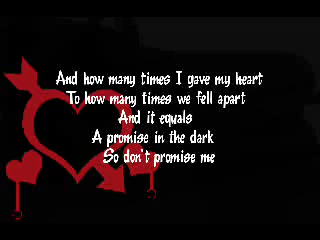 And how many times I gave my heart
To how many times we fell apart
And it equals
A promise in the dark
So don't promise me